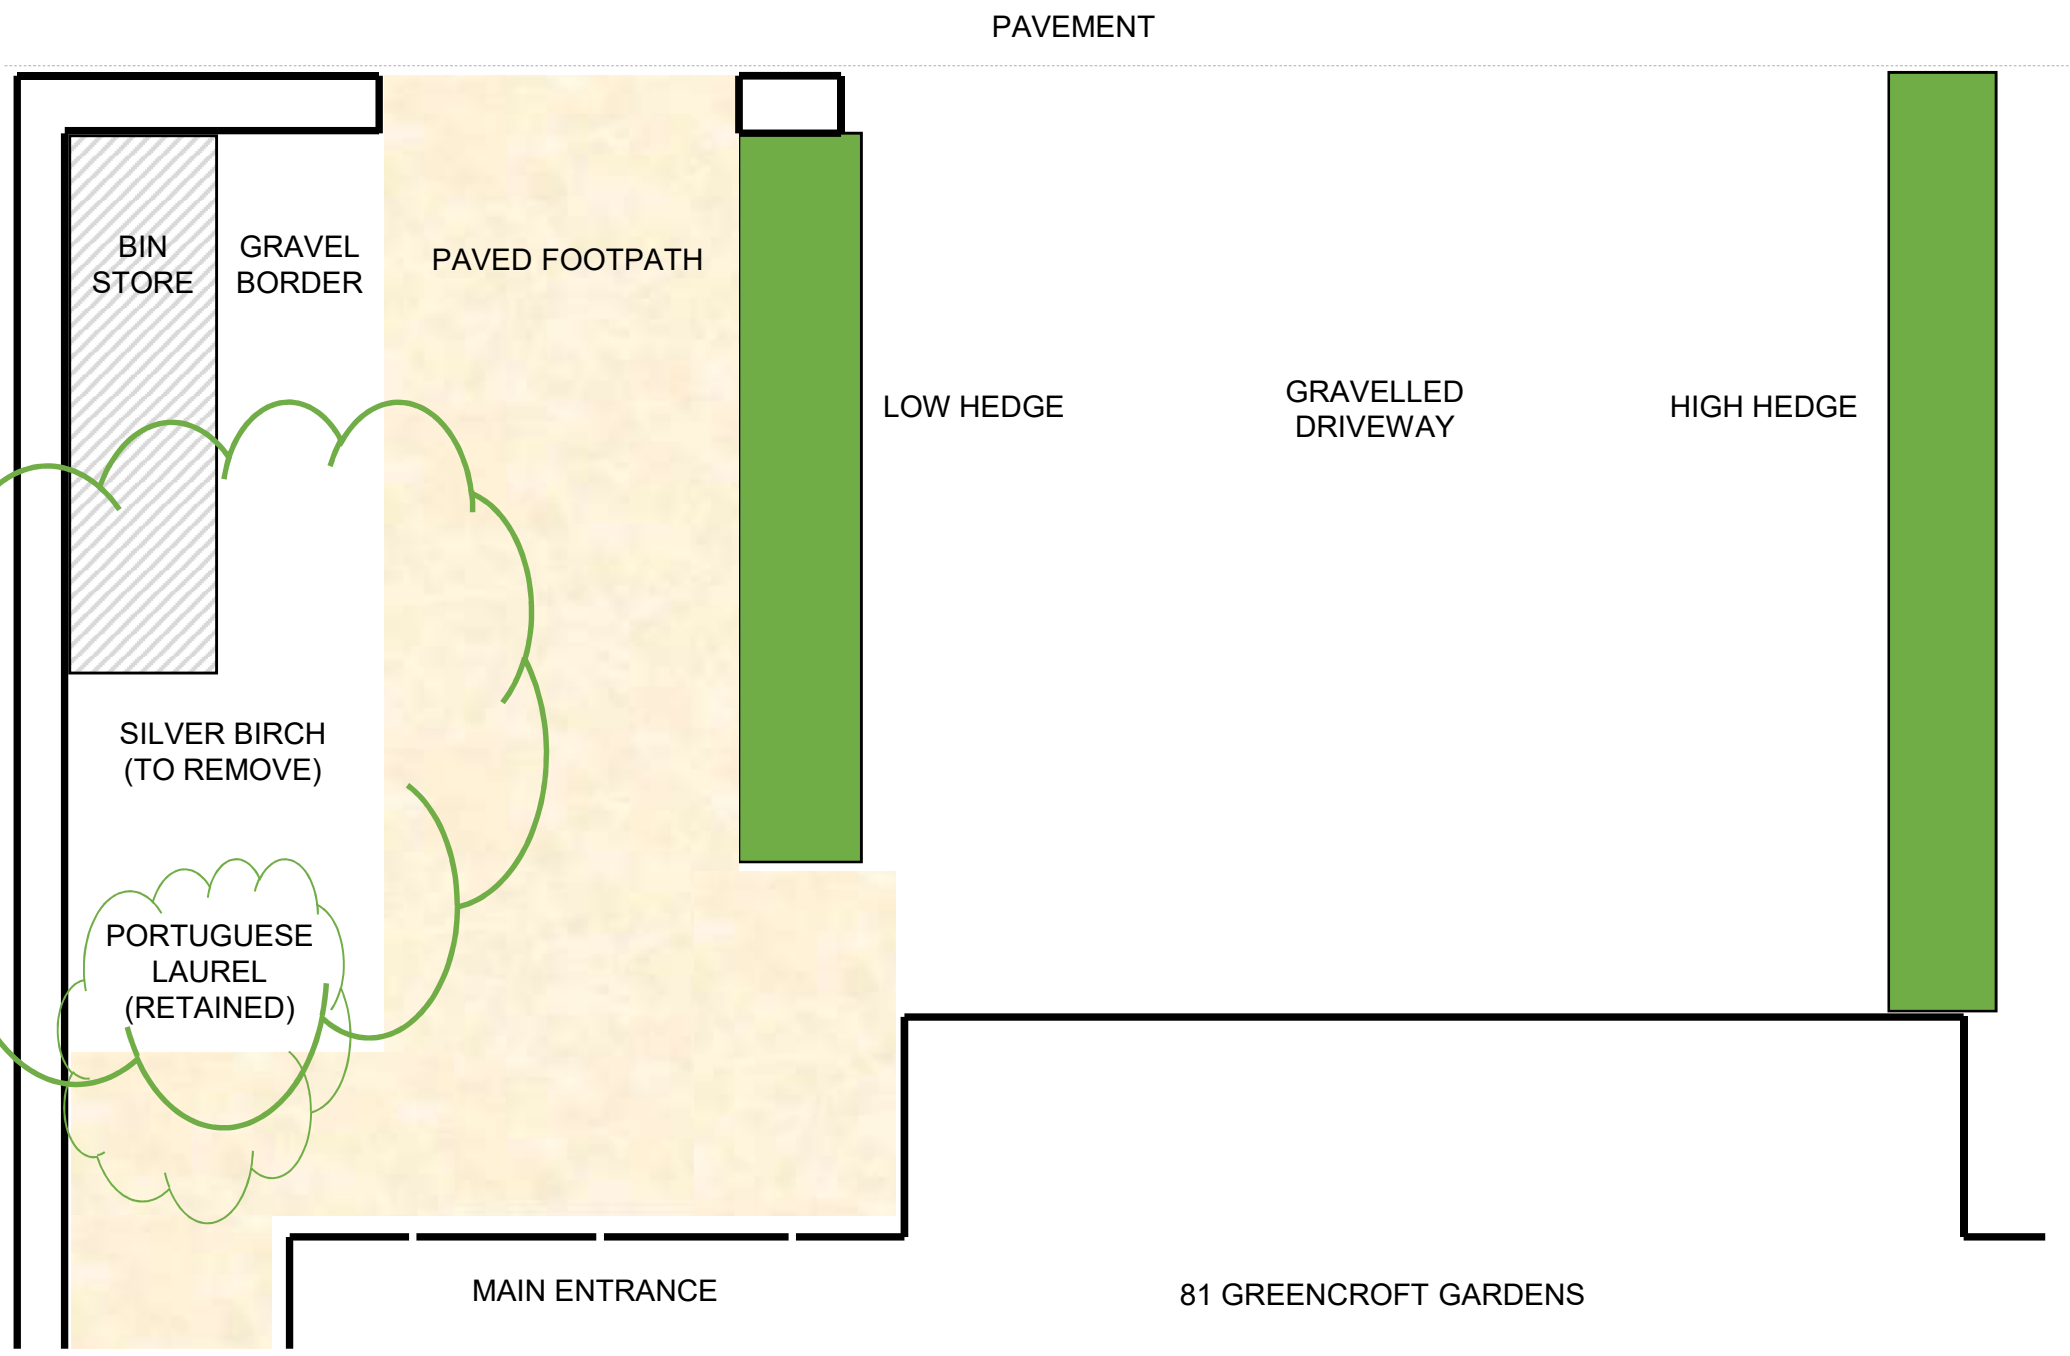 PAVEMENT
BIN
STORE
GRAVEL
BORDER
PAVED FOOTPATH
LOW HEDGE
GRAVELLED
DRIVEWAY
HIGH HEDGE
SILVER BIRCH
(TO REMOVE)
PORTUGUESE
LAUREL
(RETAINED)
MAIN ENTRANCE
81 GREENCROFT GARDENS